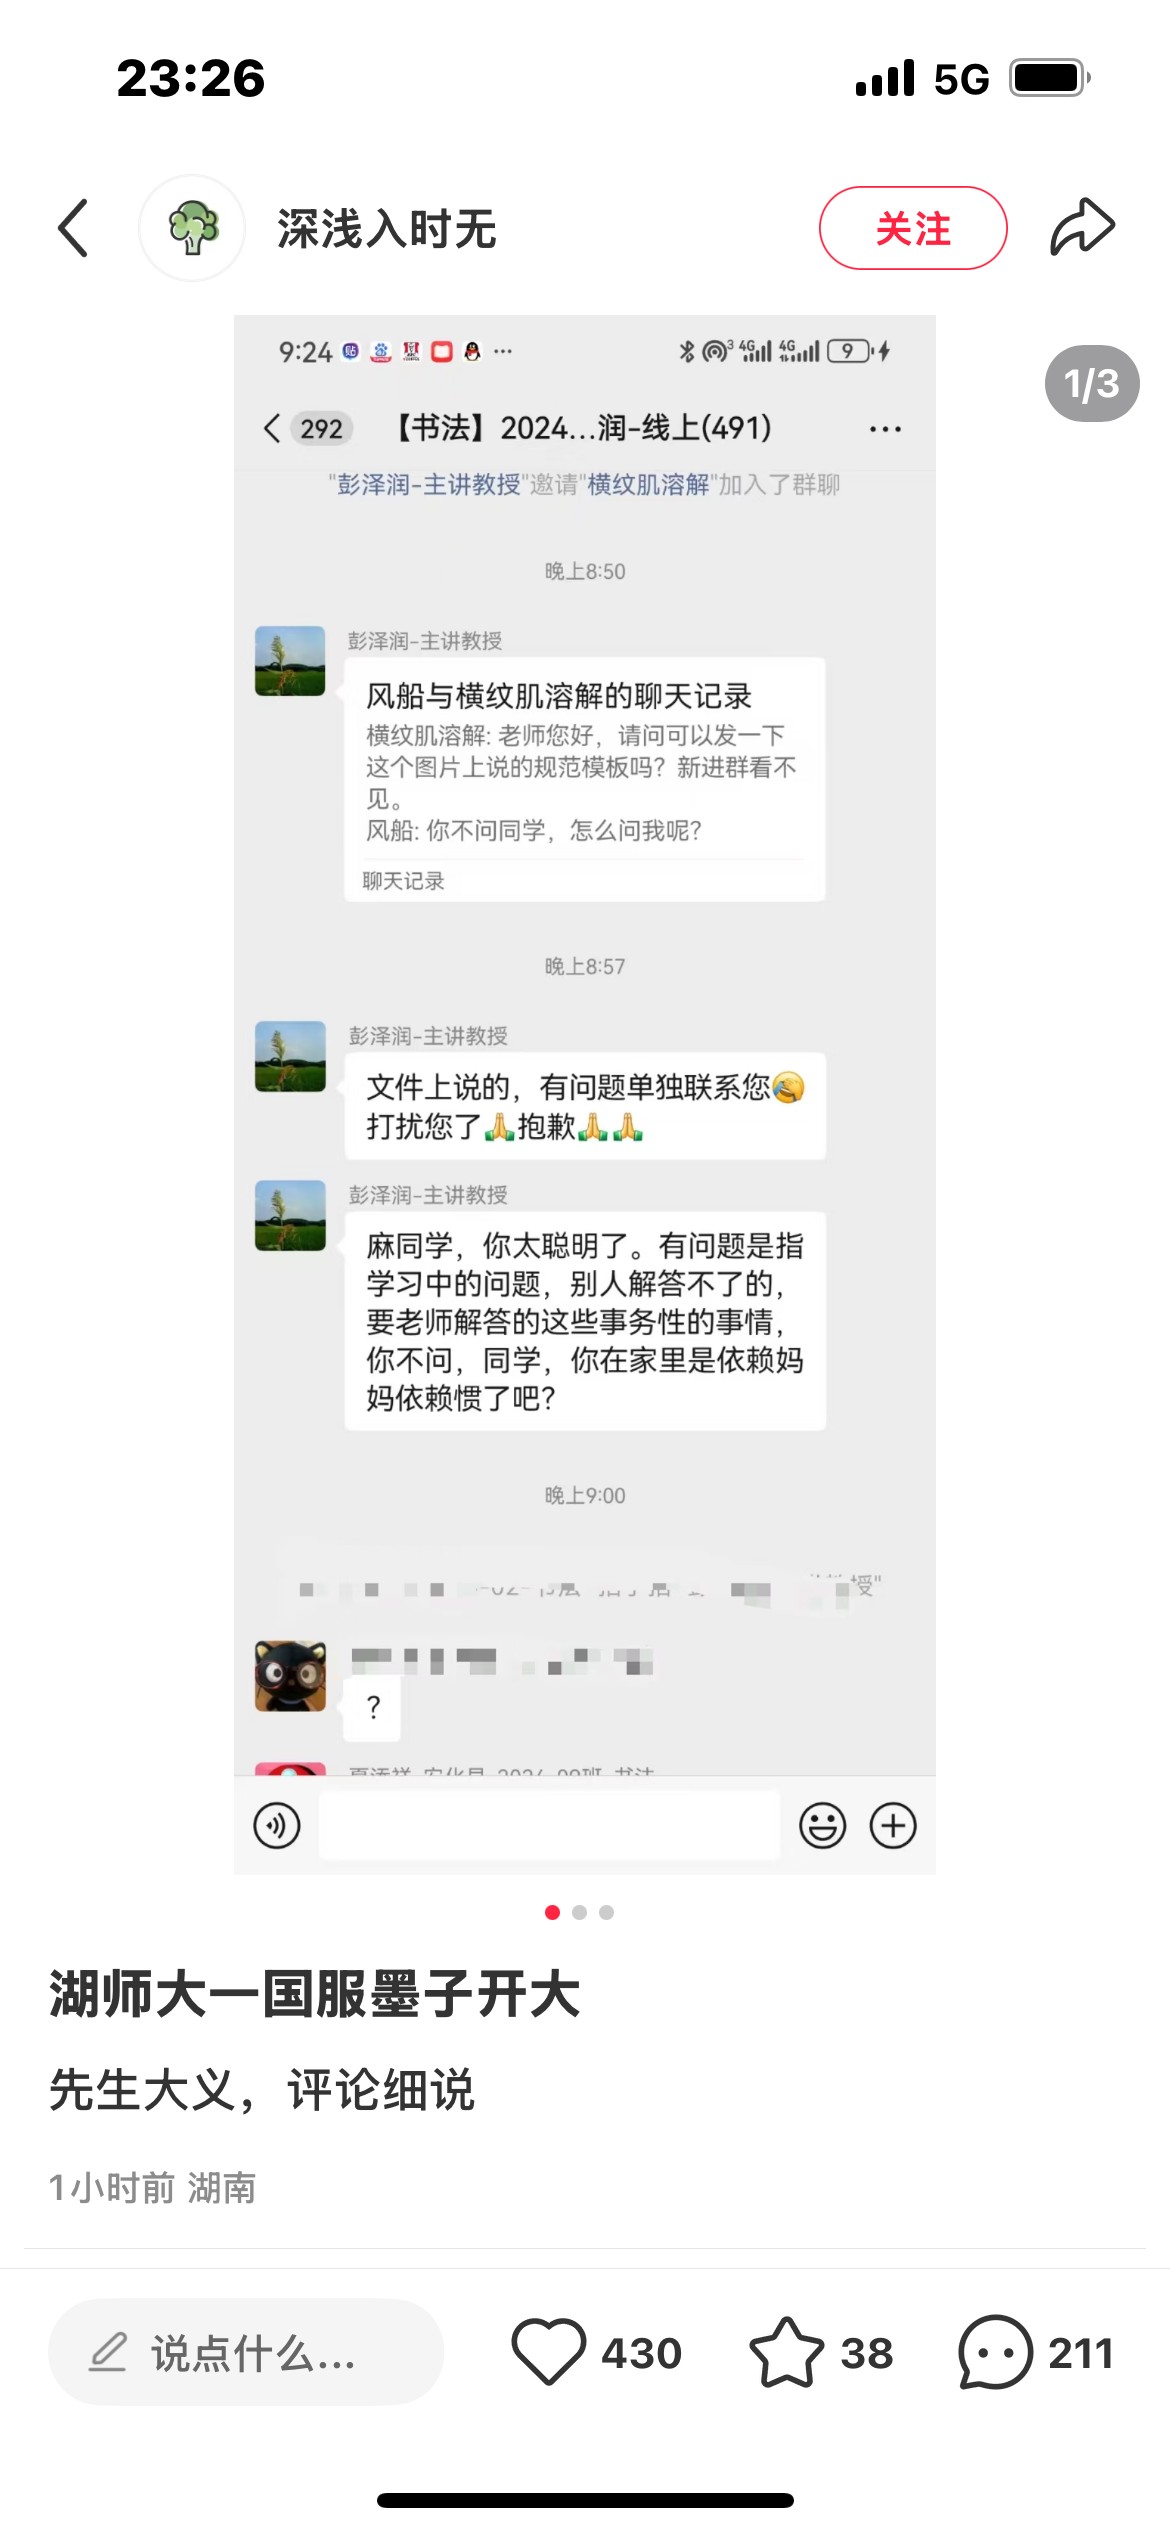 23:26
5G
深浅入时无
关注
9:24
贴
3 4G 4G 9
1/3
292
【书法】2024...润-线上(491)
"彭泽润-主讲教授"邀请"横纹肌溶解"加入了群聊
晚上8:50
彭泽润-主讲教授
风船与横纹肌溶解的聊天记录
横纹肌溶解: 老师您好，请问可以发一下
这个图片上说的规范模板吗？新进群看不
见。
风船: 你不问同学，怎么问我呢？
聊天记录
晚上8:57
彭泽润-主讲教授
文件上说的，有问题单独联系您🤣
打扰您了🙏抱歉🙏🙏
彭泽润-主讲教授
麻同学，你太聪明了。有问题是指
学习中的问题，别人解答不了的，
要老师解答的这些事务性的事情，
你不问，同学，你在家里是依赖妈
妈依赖惯了吧？
晚上9:00
授"
？
湖师大一国服墨子开大
先生大义，评论细说
1小时前 湖南
说点什么...
430
38
211